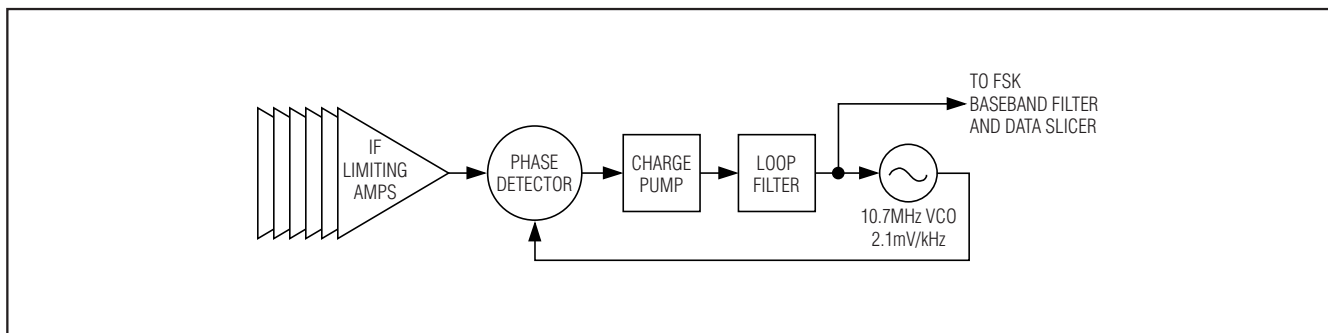 IF
LIMITING
AMPS
PHASE
DETECTOR
CHARGE
PUMP
LOOP
FILTER
TO FSK
BASEBAND FILTER
AND DATA SLICER
10.7MHz VCO
2.1mV/kHz